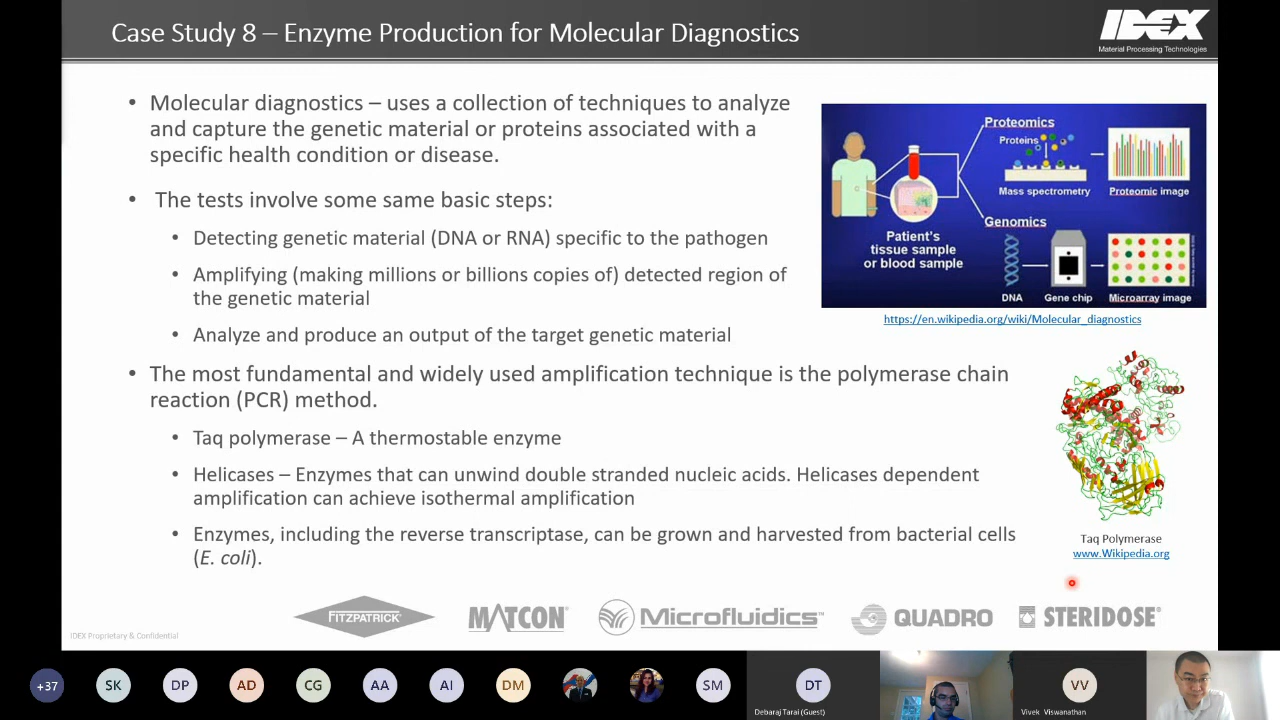 Case Study 8 – Enzyme Production for Molecular Diagnostics
IDEX
Material Processing Technologies
• Molecular diagnostics – uses a collection of techniques to analyze
and capture the genetic material or proteins associated with a
specific health condition or disease.
• The tests involve some same basic steps:
• Detecting genetic material (DNA or RNA) specific to the pathogen
• Amplifying (making millions or billions copies of) detected region of
the genetic material
• Analyze and produce an output of the target genetic material
• The most fundamental and widely used amplification technique is the polymerase chain
reaction (PCR) method.
• Taq polymerase – A thermostable enzyme
• Helicases – Enzymes that can unwind double stranded nucleic acids. Helicases dependent
amplification can achieve isothermal amplification
• Enzymes, including the reverse transcriptase, can be grown and harvested from bacterial cells
(E. coli).
Proteomics
Proteins
Mass spectrometry
Proteomic image
Genomics
Patient's
tissue sample
or blood sample
DNA
Gene chip
Microarray image
https://en.wikipedia.org/wiki/Molecular_diagnostics
Taq Polymerase
www.Wikipedia.org
FITZPATRICK
MATCON
Microfluidics™
QUADRO
STERIDOSE
IDEX Proprietary & Confidential
+37
SK
DP
AD
CG
AA
AI
DM
SM
DT
Debaraj Tarai (Guest)
VV
Vivek Viswanathan